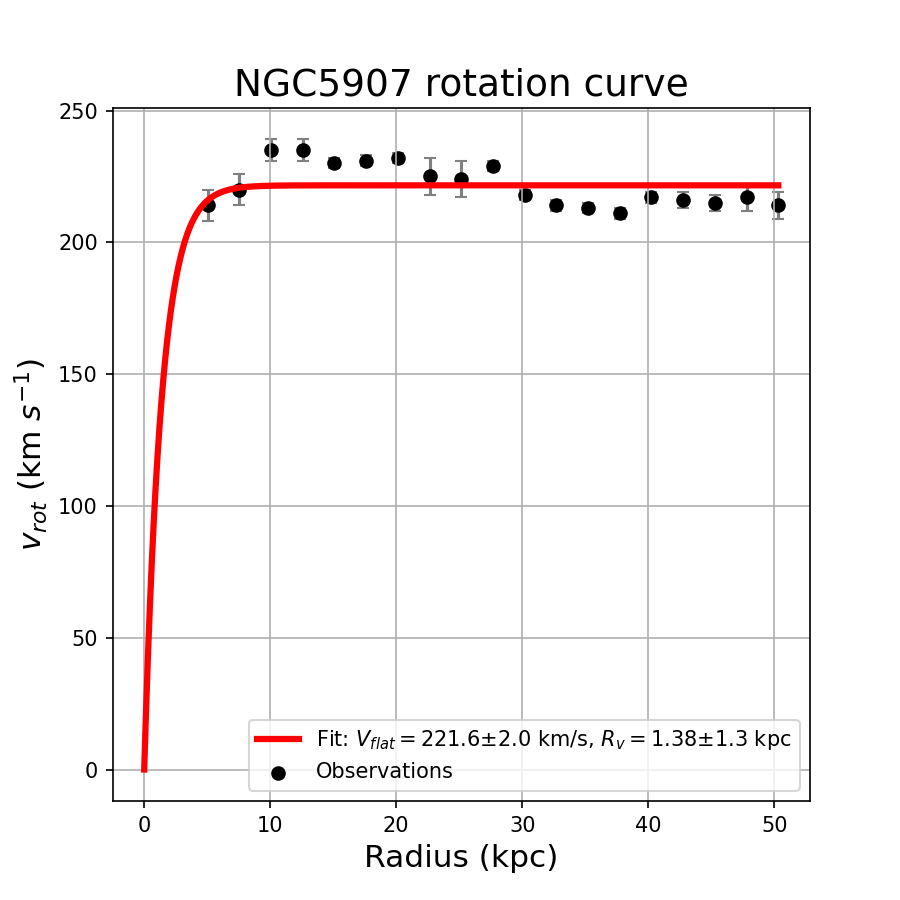 NGC5907 rotation curve
250
200
150
100
50
0
v_rot (km s⁻¹)
Fit: V_flat = 221.6±2.0 km/s, R_v = 1.38±1.3 kpc
Observations
0 10 20 30 40 50
Radius (kpc)